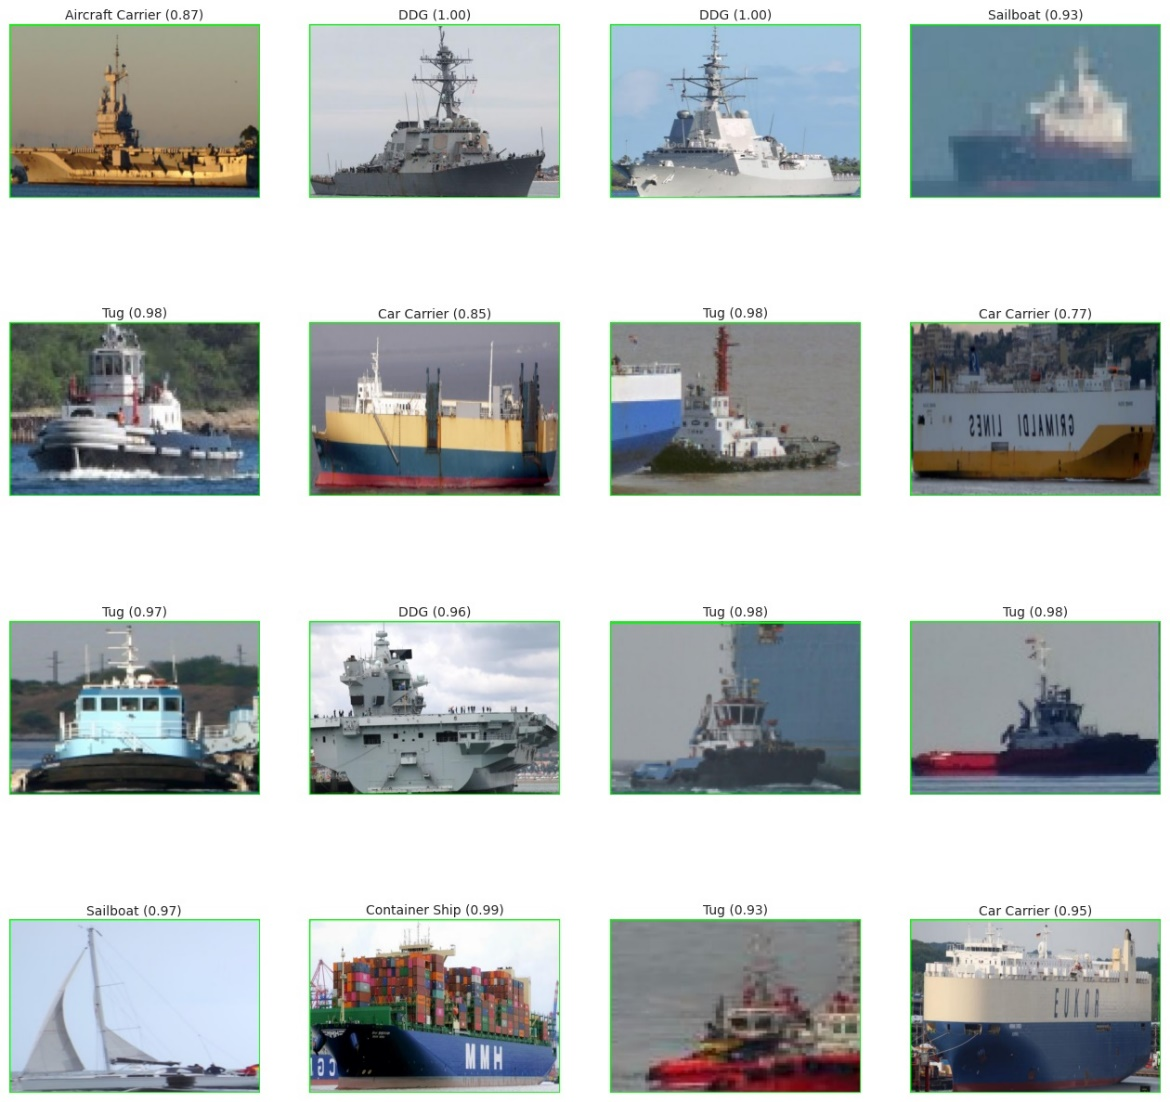 Aircraft Carrier (0.87)
DDG (1.00)
DDG (1.00)
Sailboat (0.93)
Tug (0.98)
Car Carrier (0.85)
Tug (0.98)
Car Carrier (0.77)
GRIMALDI LINES
Tug (0.97)
DDG (0.96)
Tug (0.98)
Tug (0.98)
Sailboat (0.97)
Container Ship (0.99)
MMH
Tug (0.93)
Car Carrier (0.95)
EUKOR